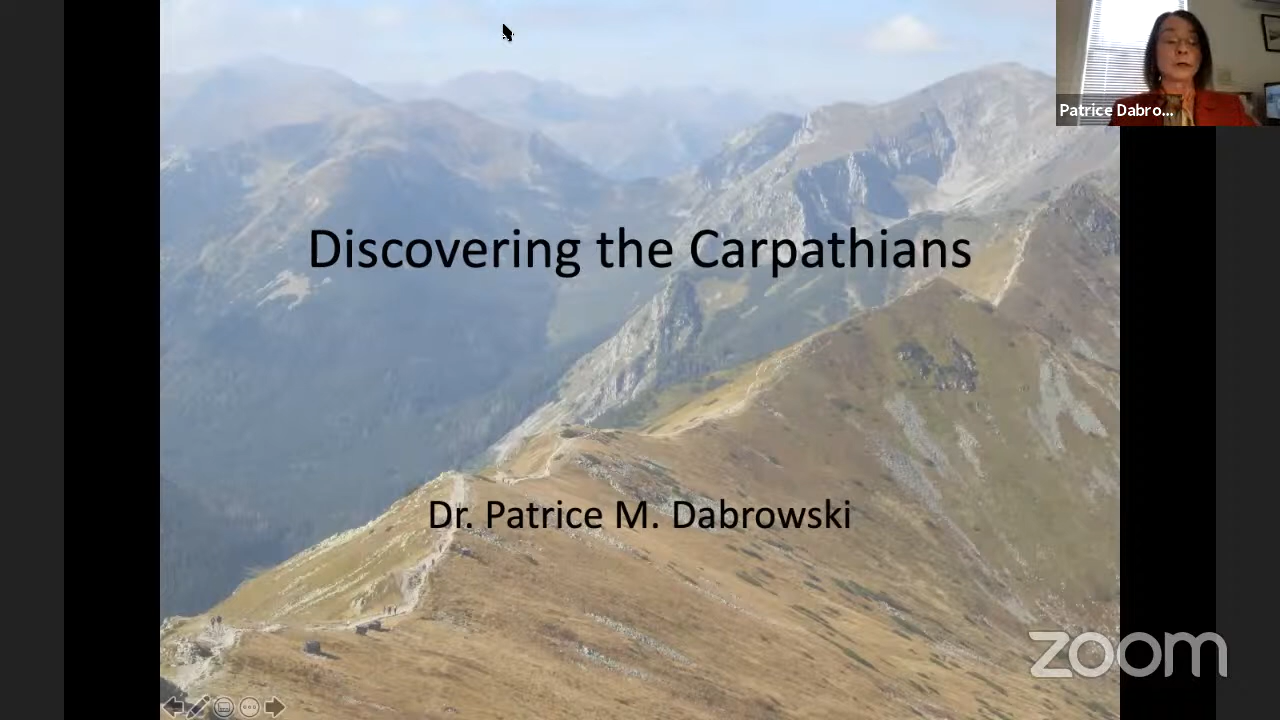 Patrice Dabro...
Discovering the Carpathians
Dr. Patrice M. Dabrowski
zoom